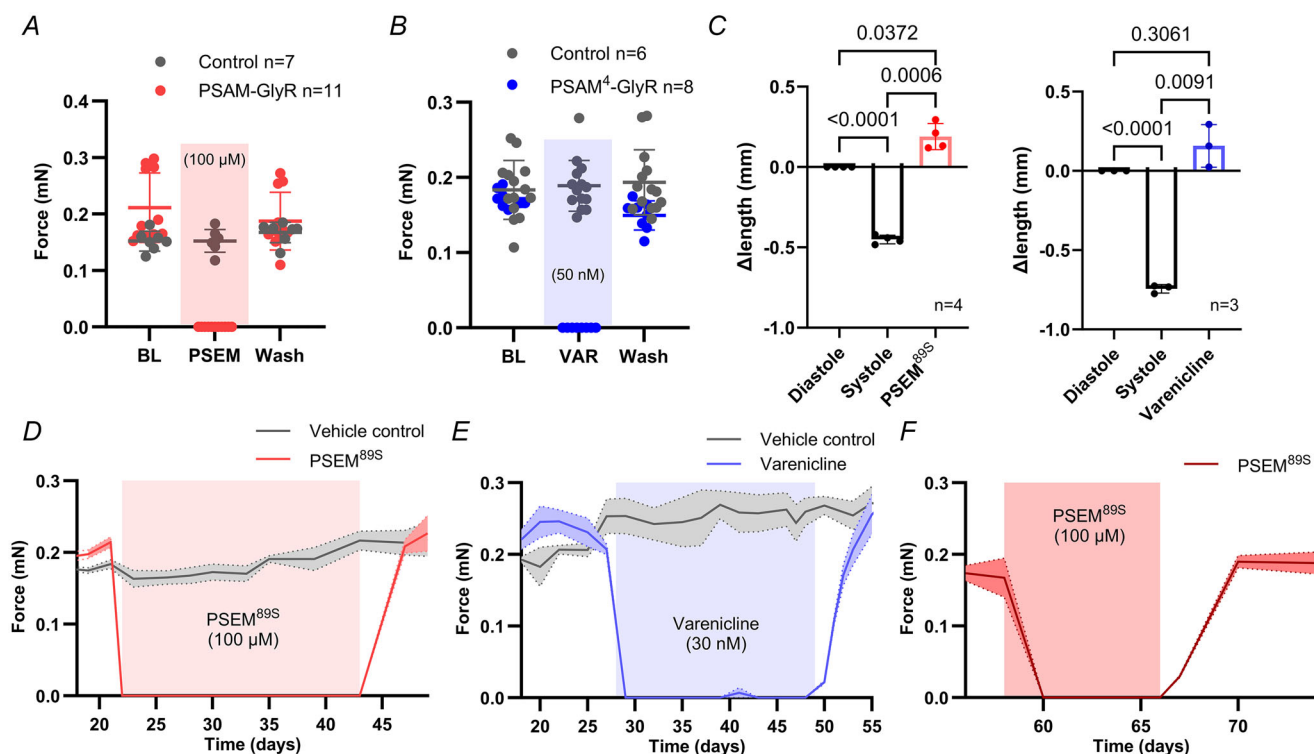 A
Control n=7
PSAM-GlyR n=11
0.4
0.3
0.2
0.1
0.0
Force (mN)
(100 µM)
BL PSEM Wash
B
Control n=6
PSAM⁴-GlyR n=8
0.3
0.2
0.1
0.0
Force (mN)
(50 nM)
BL VAR Wash
C
0.0372
0.0006
<0.0001
0.5
0.0
-0.5
-1.0
Δlength (mm)
n=4
Diastole
Systole
PSEM⁸⁹ˢ
0.3061
0.0091
<0.0001
0.5
0.0
-0.5
-1.0
Δlength (mm)
n=3
Diastole
Systole
Varenicline
D
Vehicle control
PSEM⁸⁹ˢ
0.3
0.2
0.1
0.0
Force (mN)
PSEM⁸⁹ˢ
(100 µM)
20 25 30 35 40 45
Time (days)
E
Vehicle control
Varenicline
0.3
0.2
0.1
0.0
Force (mN)
Varenicline
(30 nM)
20 25 30 35 40 45 50 55
Time (days)
F
PSEM⁸⁹ˢ
0.3
0.2
0.1
0.0
Force (mN)
PSEM⁸⁹ˢ
(100 µM)
60 65 70
Time (days)